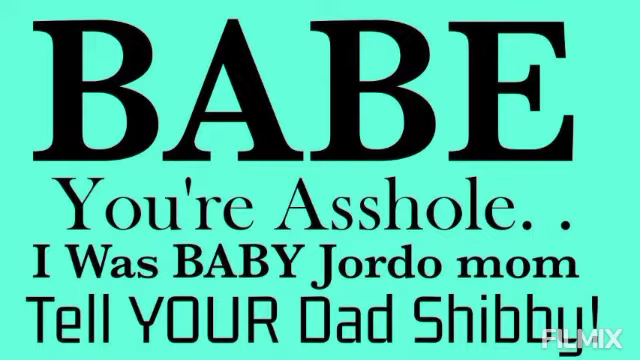 BABE
You're Asshole. .
I Was BABY Jordo mom
Tell YOUR Dad Shibby!
FILMIX